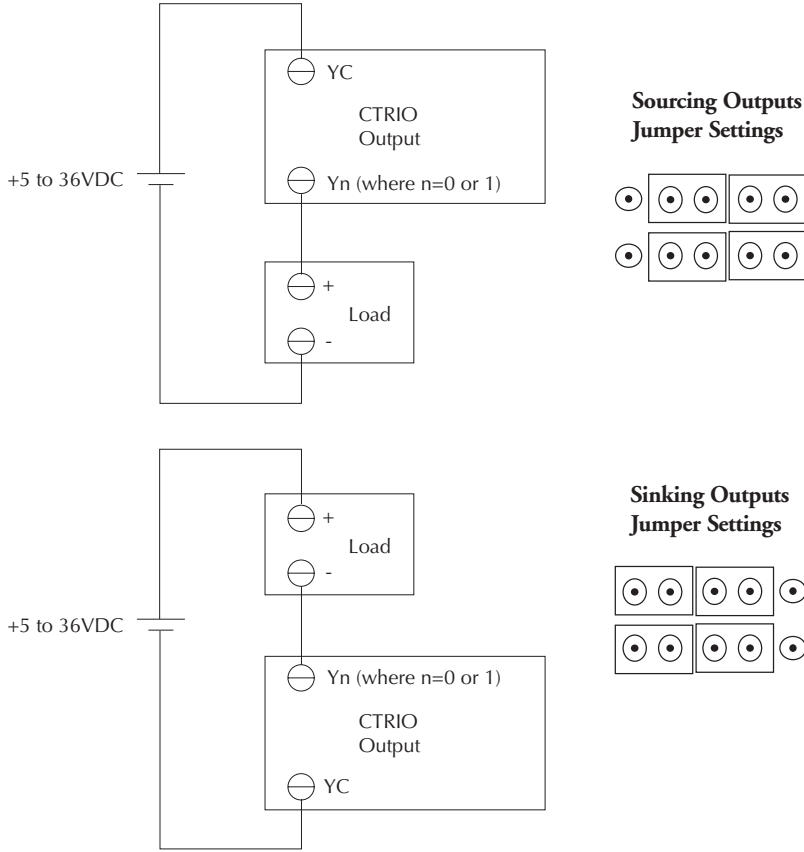 YC
CTRIO
Output
+5 to 36VDC
Yn (where n=0 or 1)
+
Load
-
Sourcing Outputs
Jumper Settings
+
Load
-
+5 to 36VDC
Yn (where n=0 or 1)
CTRIO
Output
YC
Sinking Outputs
Jumper Settings